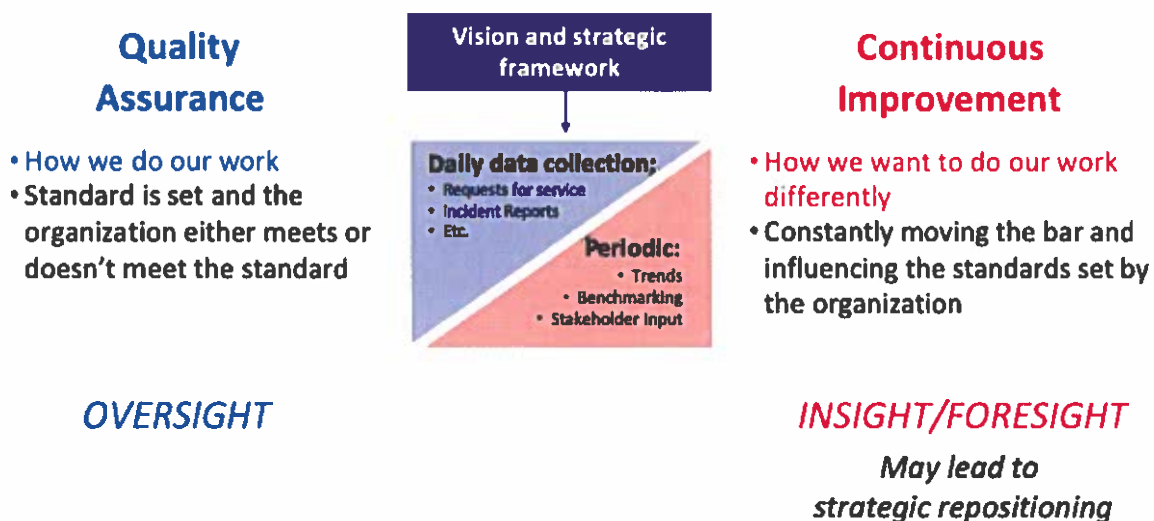 Quality
Assurance
• How we do our work
• Standard is set and the
organization either meets or
doesn't meet the standard
OVERSIGHT
Vision and strategic
framework
Daily data collection;
• Requests for service
• Incident Reports
• Etc.
Periodic:
• Trends
• Benchmarking
• Stakeholder Input
Continuous
Improvement
• How we want to do our work
differently
• Constantly moving the bar and
influencing the standards set by
the organization
INSIGHT/FORESIGHT
May lead to
strategic repositioning